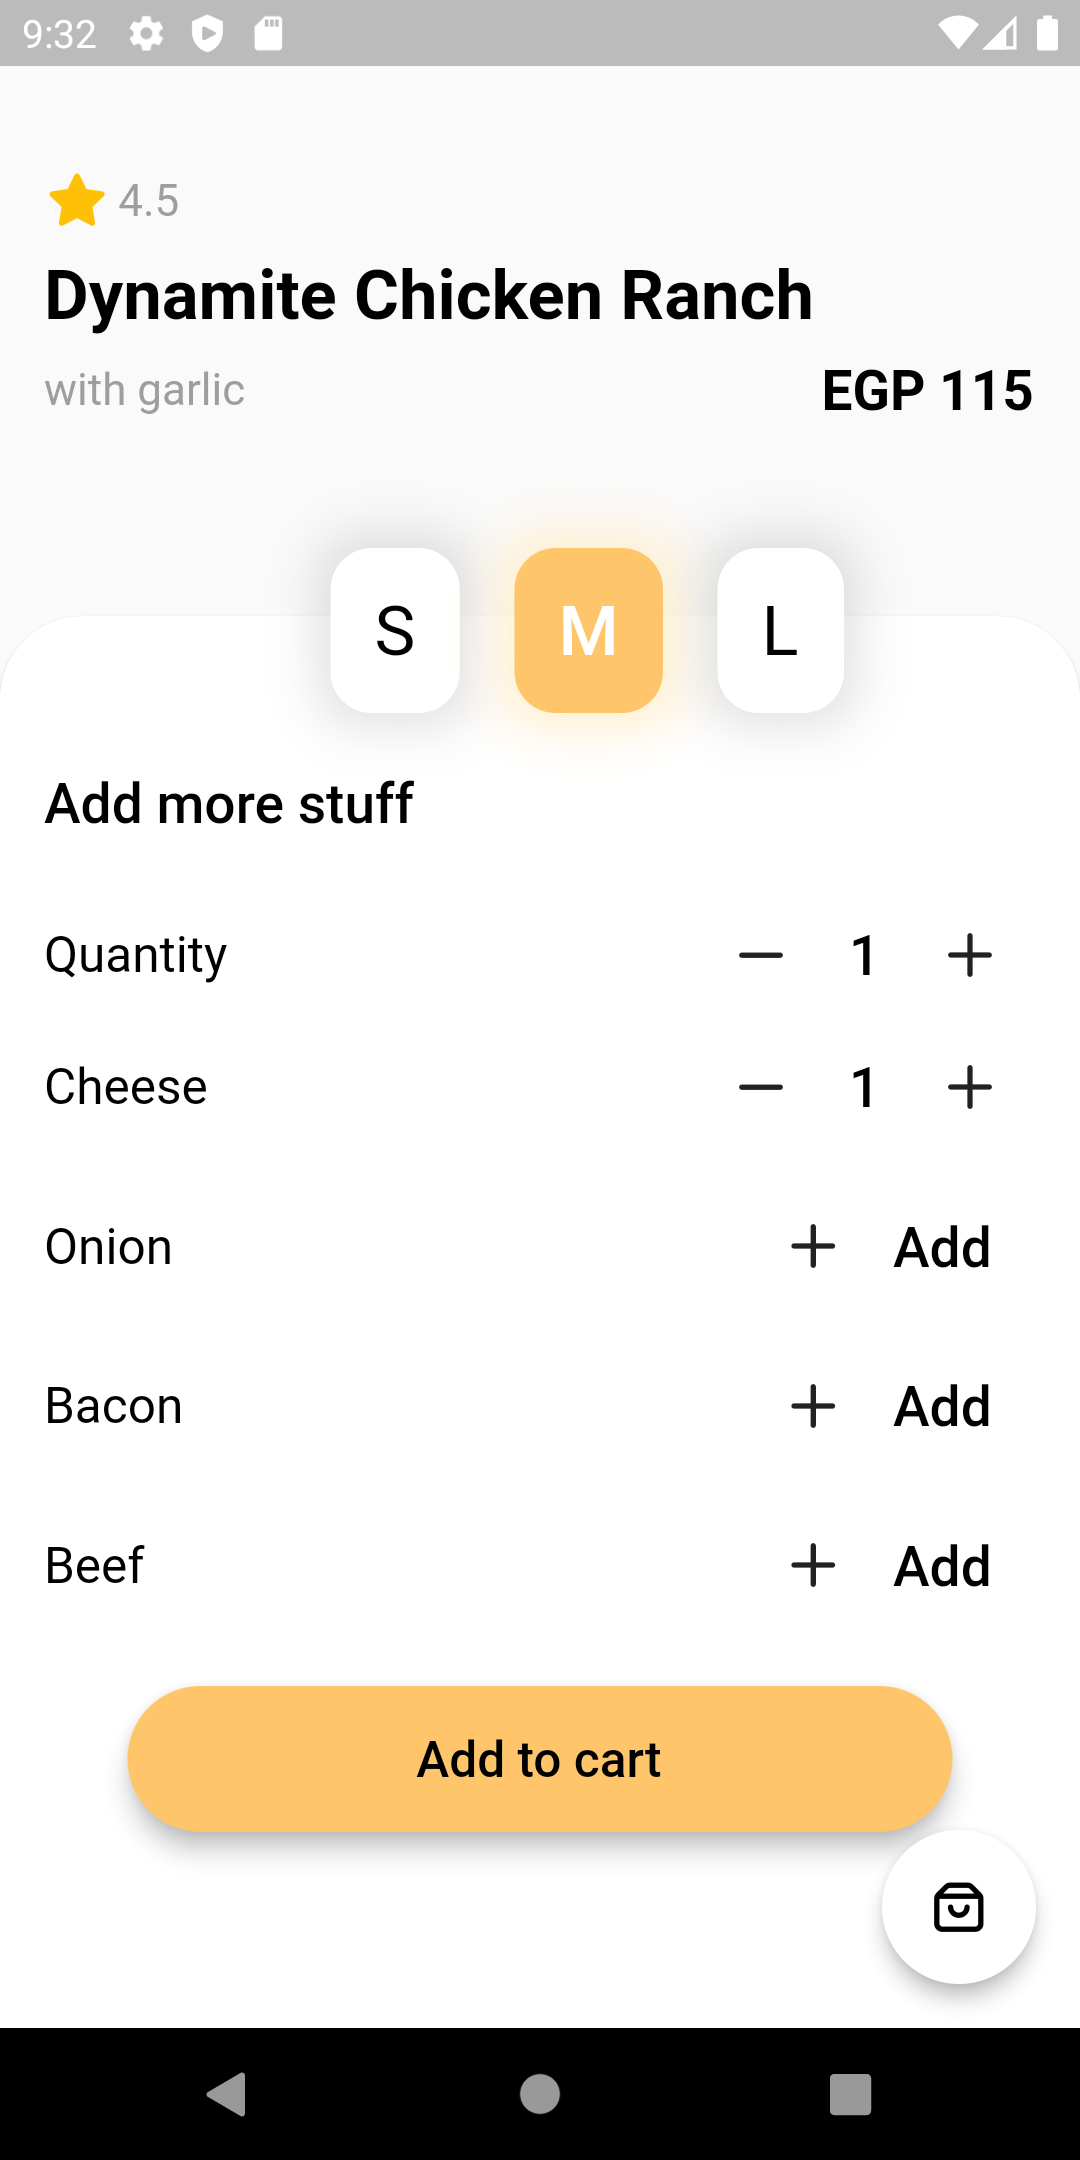 9:32
4.5
Dynamite Chicken Ranch
with garlic
EGP 115
S M L
Add more stuff
Quantity 1
Cheese 1
Onion Add
Bacon Add
Beef Add
Add to cart